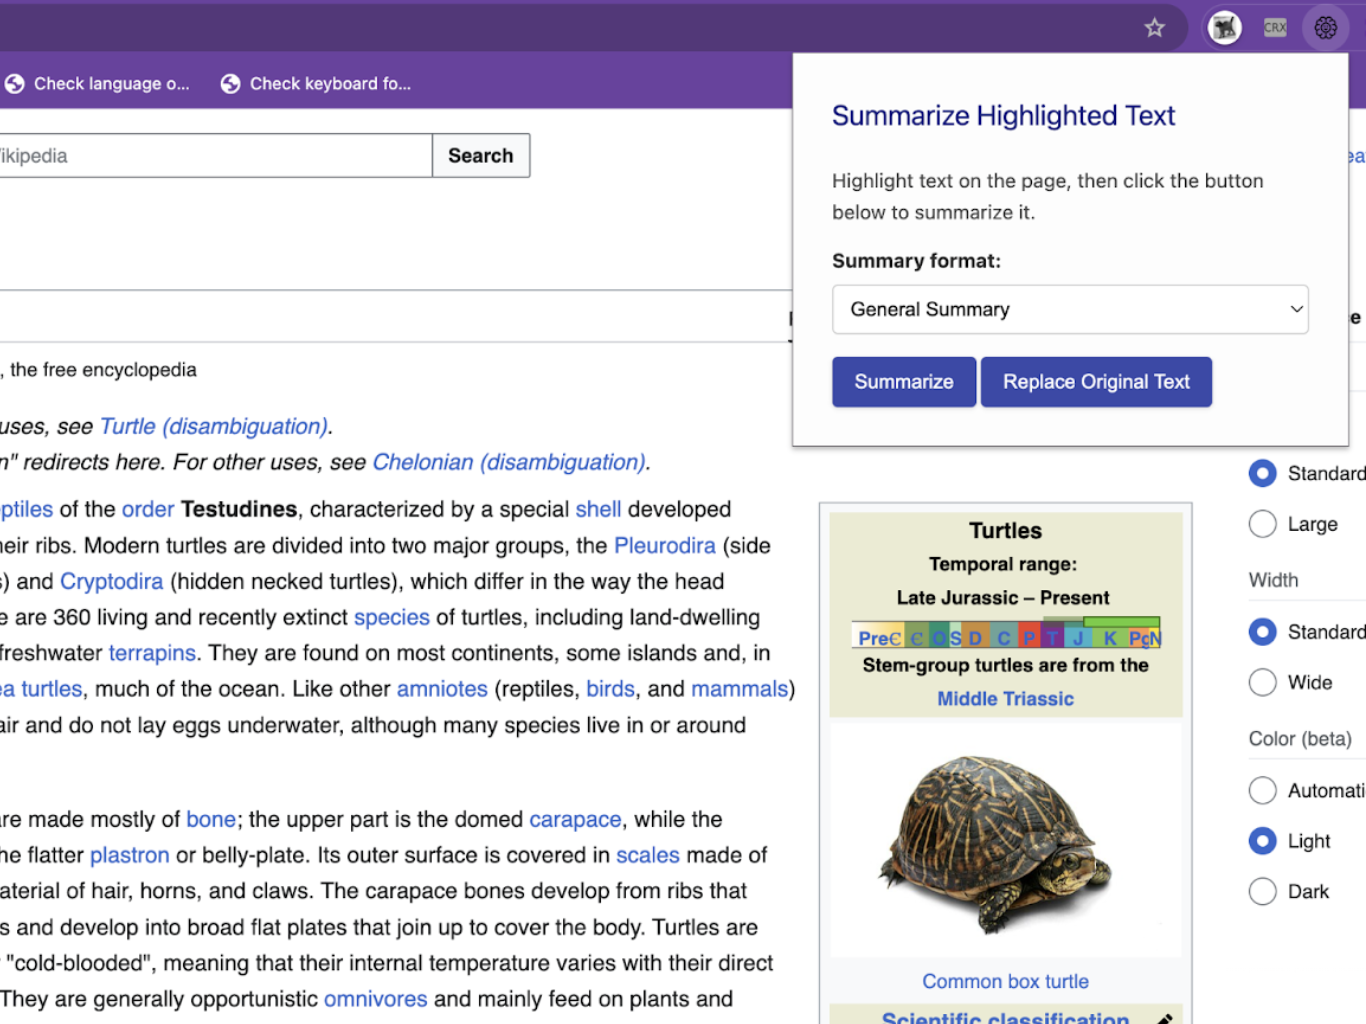 CRX
Check language o...
Check keyboard fo...
Summarize Highlighted Text
Highlight text on the page, then click the button
below to summarize it.
Summary format:
General Summary
Summarize
Replace Original Text
ikipedia
Search
, the free encyclopedia
uses, see Turtle (disambiguation).
n" redirects here. For other uses, see Chelonian (disambiguation).
ptiles of the order Testudines, characterized by a special shell developed
eir ribs. Modern turtles are divided into two major groups, the Pleurodira (side
s) and Cryptodira (hidden necked turtles), which differ in the way the head
e are 360 living and recently extinct species of turtles, including land-dwelling
freshwater terrapins. They are found on most continents, some islands and, in
ea turtles, much of the ocean. Like other amniotes (reptiles, birds, and mammals)
air and do not lay eggs underwater, although many species live in or around
are made mostly of bone; the upper part is the domed carapace, while the
he flatter plastron or belly-plate. Its outer surface is covered in scales made of
aterial of hair, horns, and claws. The carapace bones develop from ribs that
s and develop into broad flat plates that join up to cover the body. Turtles are
"cold-blooded", meaning that their internal temperature varies with their direct
They are generally opportunistic omnivores and mainly feed on plants and
Turtles
Temporal range:
Late Jurassic – Present
PreꞒ Ꞓ O S D C P T J K PgN
Stem-group turtles are from the
Middle Triassic
Common box turtle
Scientific classification
Standard
Large
Width
Standard
Wide
Color (beta)
Automati
Light
Dark